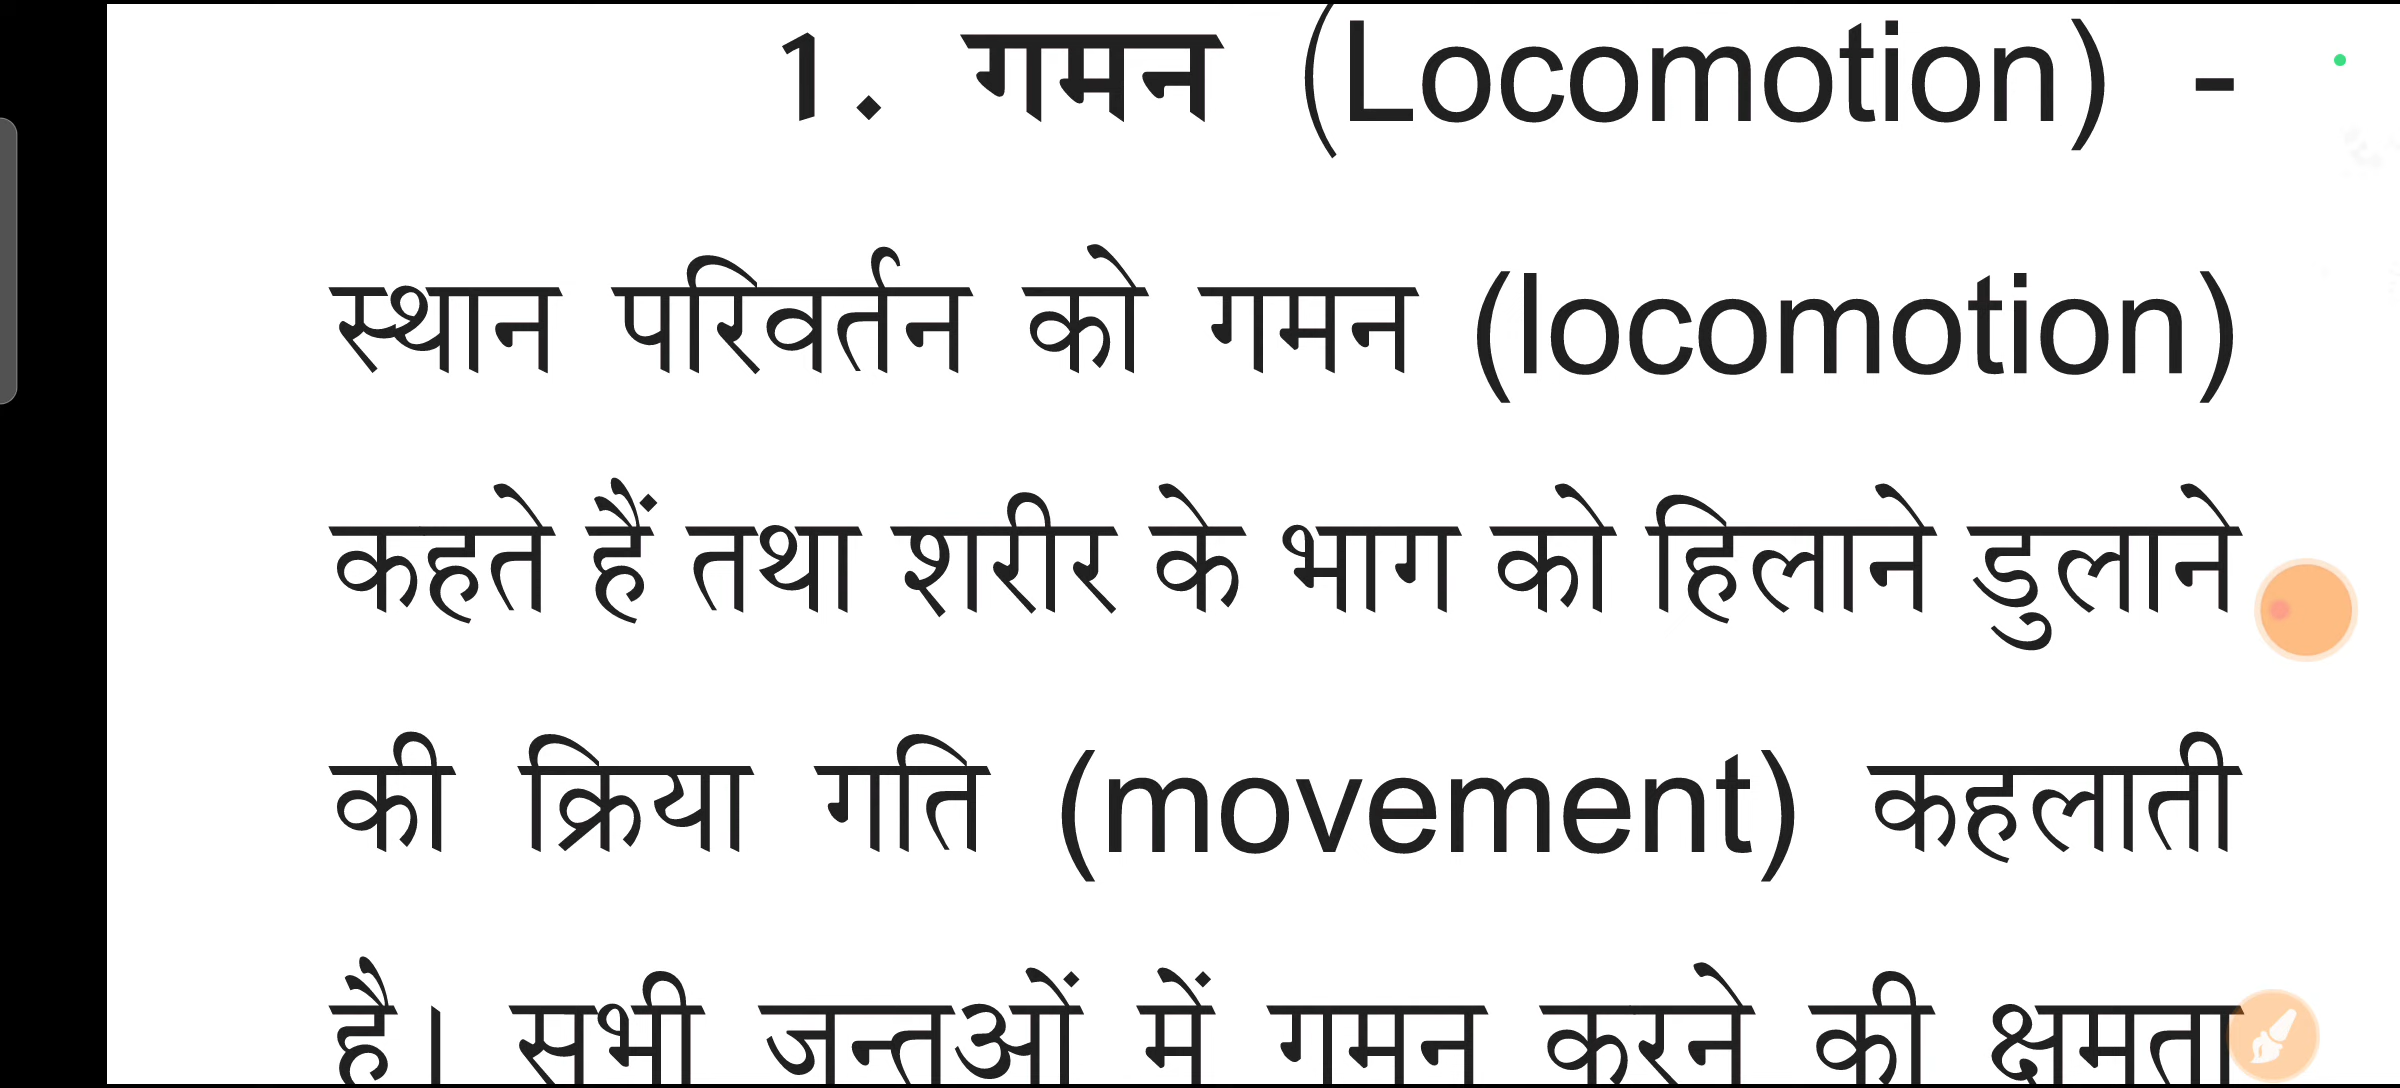 1. गमन (Locomotion) -
स्थान परिवर्तन को गमन (locomotion)
कहते हैं तथा शरीर के भाग को हिलाने डुलाने
की क्रिया गति (movement) कहलाती
है। सभी जन्तओं में गमन करने की क्षमता